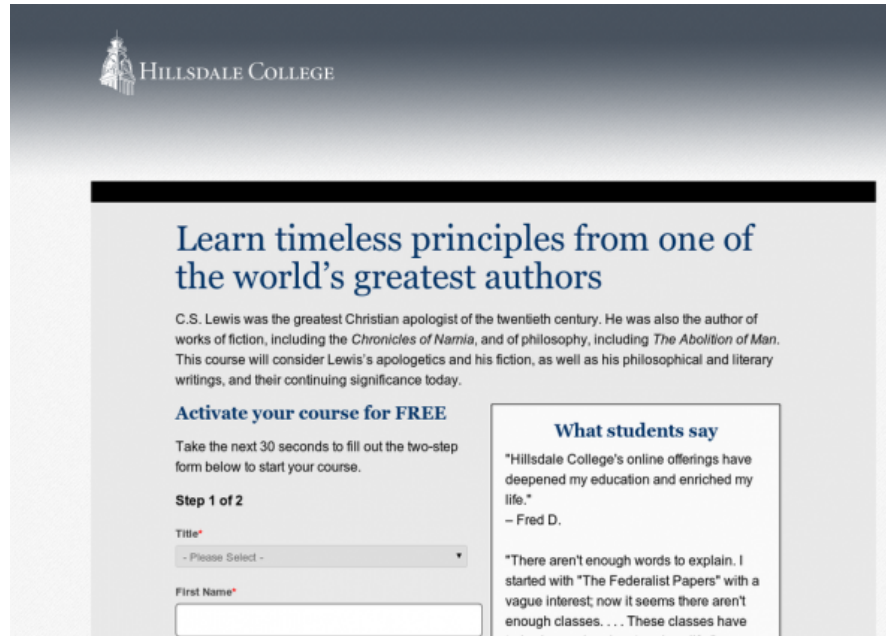 HILLSDALE COLLEGE
Learn timeless principles from one of
the world's greatest authors
C.S. Lewis was the greatest Christian apologist of the twentieth century. He was also the author of
works of fiction, including the Chronicles of Narnia, and of philosophy, including The Abolition of Man.
This course will consider Lewis's apologetics and his fiction, as well as his philosophical and literary
writings, and their continuing significance today.
Activate your course for FREE
Take the next 30 seconds to fill out the two-step
form below to start your course.
Step 1 of 2
Title*
- Please Select -
First Name*
What students say
"Hillsdale College's online offerings have
deepened my education and enriched my
life."
– Fred D.
"There aren't enough words to explain. I
started with "The Federalist Papers" with a
vague interest; now it seems there aren't
enough classes. . . . These classes have